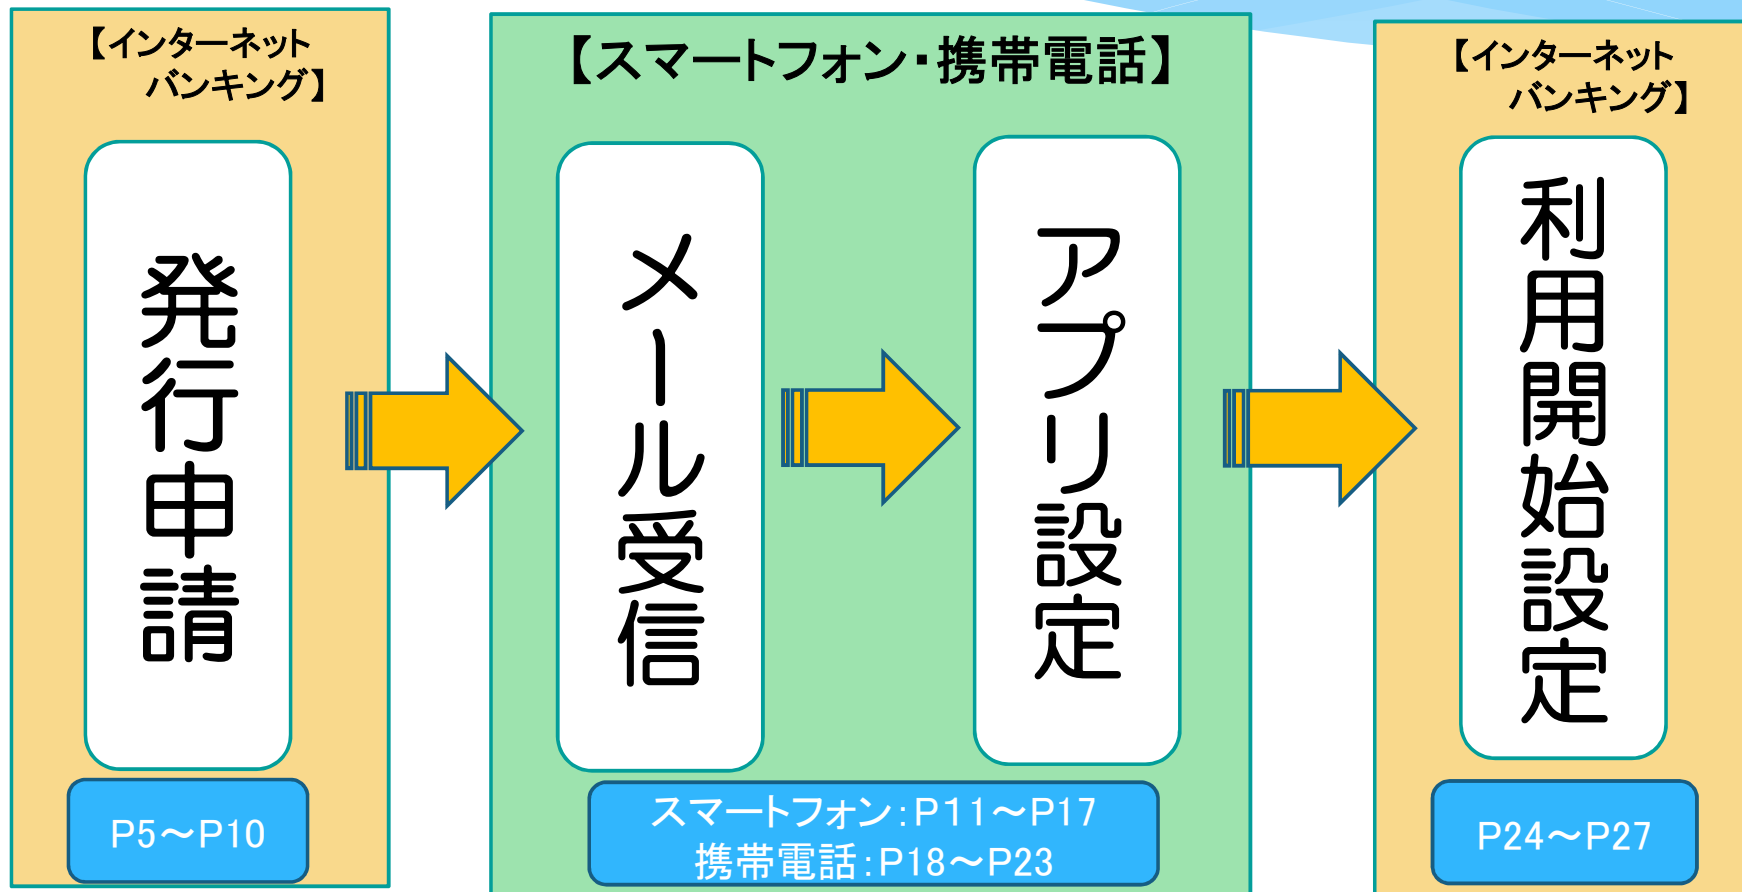 【インターネット
バンキング】
発行申請
P5～P10
【スマートフォン・携帯電話】
メール受信
アプリ設定
スマートフォン：P11～P17
携帯電話：P18～P23
【インターネット
バンキング】
利用開始設定
P24～P27